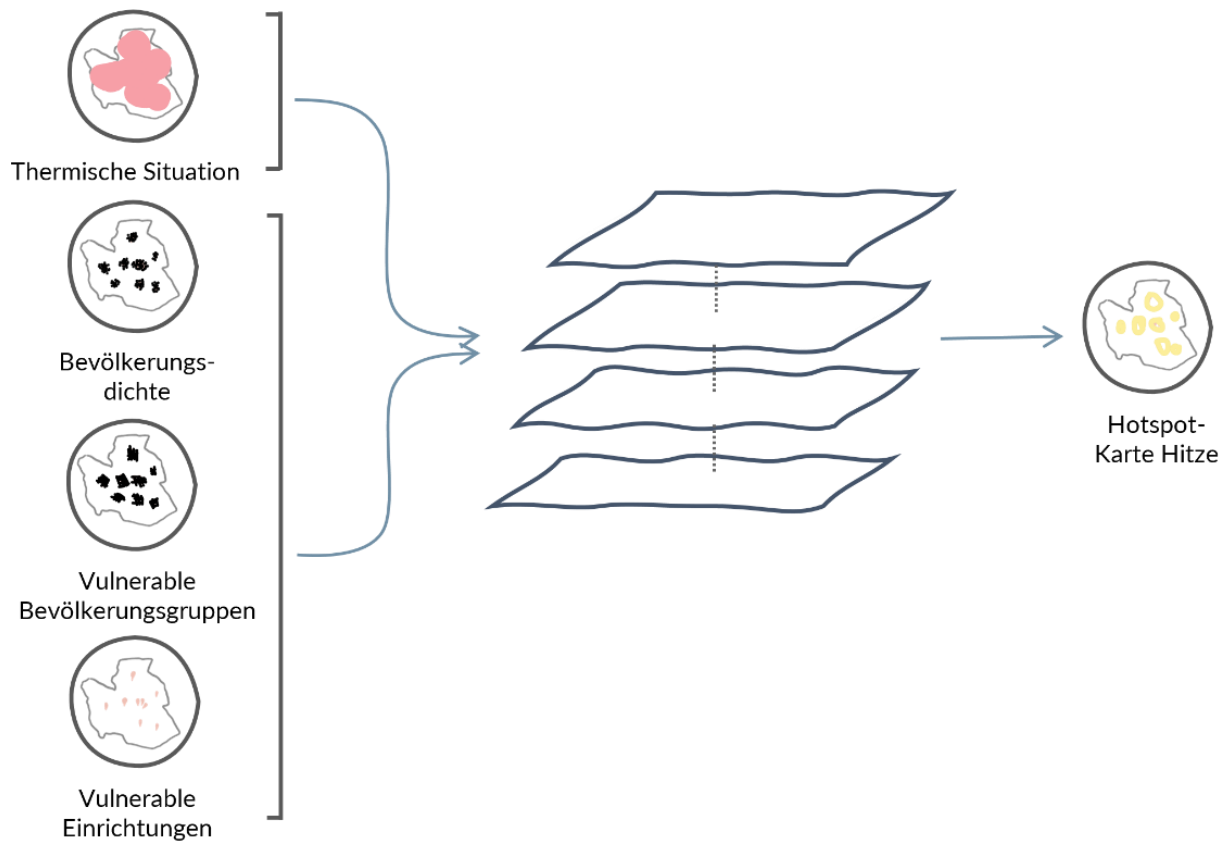 Thermische Situation
Bevölkerungs-
dichte
Vulnerable
Bevölkerungsgruppen
Vulnerable
Einrichtungen
Hotspot-
Karte Hitze